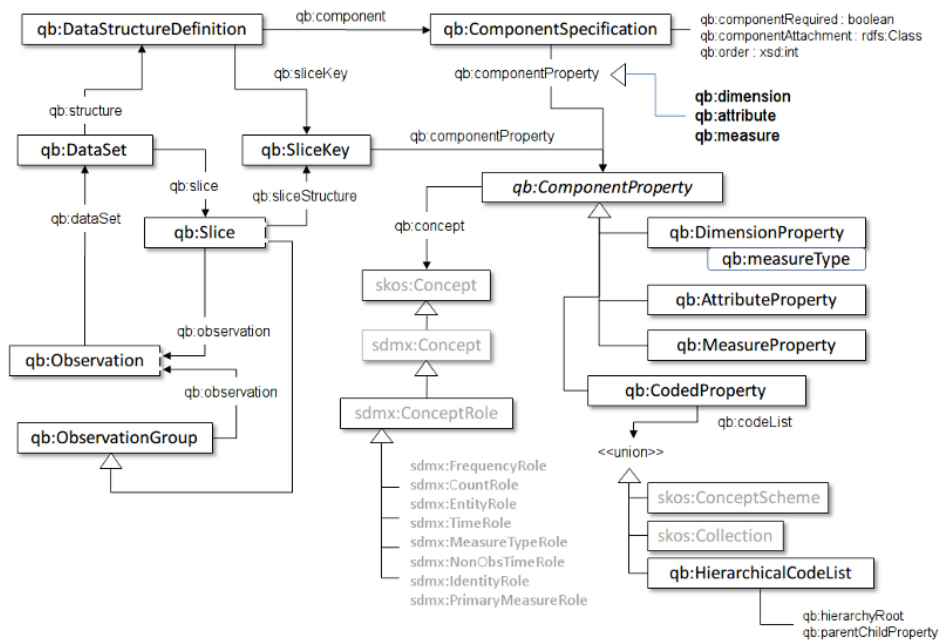 qb:DataStructureDefinition
qb:component
qb:ComponentSpecification
qb:componentRequired : boolean
qb:componentAttachment : rdfs:Class
qb:order : xsd:int
qb:sliceKey
qb:componentProperty
qb:dimension
qb:attribute
qb:measure
qb:structure
qb:DataSet
qb:SliceKey
qb:componentProperty
qb:slice
qb:sliceStructure
qb:ComponentProperty
qb:dataSet
qb:Slice
qb:concept
qb:DimensionProperty
qb:measureType
skos:Concept
qb:AttributeProperty
qb:observation
sdmx:Concept
qb:MeasureProperty
qb:Observation
qb:observation
qb:CodedProperty
sdmx:ConceptRole
qb:codeList
qb:ObservationGroup
<<union>>
sdmx:FrequencyRole
sdmx:CountRole
sdmx:EntityRole
sdmx:TimeRole
sdmx:MeasureTypeRole
sdmx:NonObsTimeRole
sdmx:IdentityRole
sdmx:PrimaryMeasureRole
skos:ConceptScheme
skos:Collection
qb:HierarchicalCodeList
qb:hierarchyRoot
qb:parentChildProperty